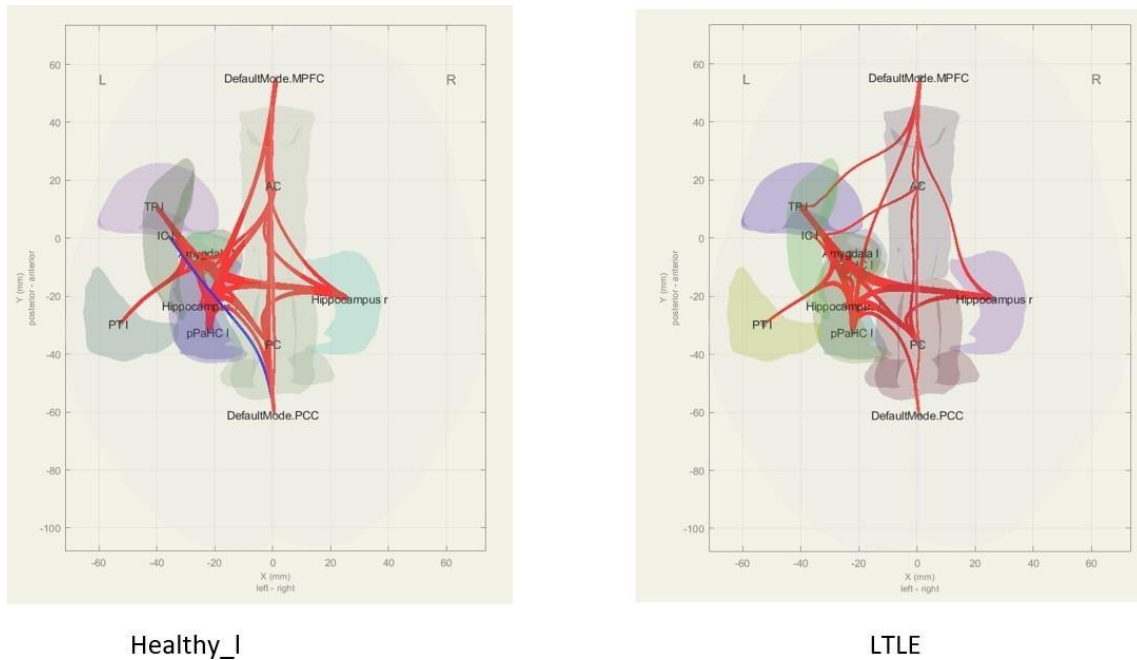 60
L
DefaultMode.MPFC
R
40
20
AC
TP l
0
IC l
Amygdala l
-20
Hippocampus r
Hippocampus
PT l
pPaHC l
PC
-40
-60
DefaultMode.PCC
-80
-100
Y (mm)
posterior - anterior
-60 -40 -20 0 20 40 60
X (mm)
left - right
60
L
DefaultMode.MPFC
R
40
20
AC
TP l
0
IC l
Amygdala l
-20
Hippocampus r
PT l
pPaHC l
PC
-40
-60
DefaultMode.PCC
-80
-100
Y (mm)
posterior - anterior
-60 -40 -20 0 20 40 60
X (mm)
left - right
Healthy_l
LTLE